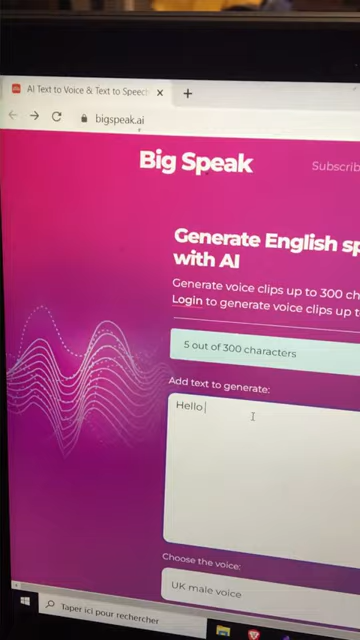 AI Text to Voice & Text to Speech
bigspeak.ai
Big Speak
Generate English
with AI
Generate voice clips up to 300
Login to generate voice clips up
5 out of 300 characters
Add text to generate:
Hello
Choose the voice:
UK male voice
Taper ici pour rechercher